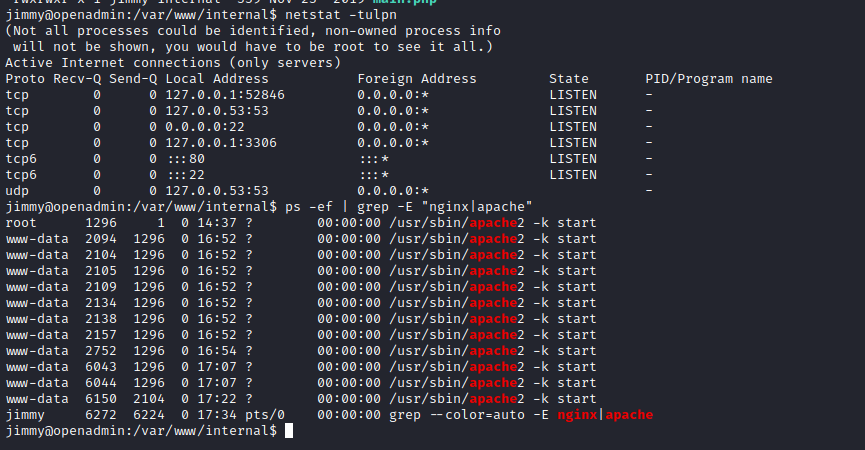 -rwxrwxr-x 1 jimmy internal  339 Nov 23  2019 main.php
jimmy@openadmin:/var/www/internal$ netstat -tulpn
(Not all processes could be identified, non-owned process info
 will not be shown, you would have to be root to see it all.)
Active Internet connections (only servers)
Proto Recv-Q Send-Q Local Address           Foreign Address         State       PID/Program name
tcp        0      0 127.0.0.1:52846         0.0.0.0:*               LISTEN      -
tcp        0      0 127.0.0.53:53           0.0.0.0:*               LISTEN      -
tcp        0      0 0.0.0.0:22              0.0.0.0:*               LISTEN      -
tcp        0      0 127.0.0.1:3306          0.0.0.0:*               LISTEN      -
tcp6       0      0 :::80                   :::*                    LISTEN      -
tcp6       0      0 :::22                   :::*                    LISTEN      -
udp        0      0 127.0.0.53:53           0.0.0.0:*                           -
jimmy@openadmin:/var/www/internal$ ps -ef | grep -E "nginx|apache"
root      1296     1  0 14:37 ?        00:00:00 /usr/sbin/apache2 -k start
www-data  2094  1296  0 16:52 ?        00:00:00 /usr/sbin/apache2 -k start
www-data  2104  1296  0 16:52 ?        00:00:00 /usr/sbin/apache2 -k start
www-data  2105  1296  0 16:52 ?        00:00:00 /usr/sbin/apache2 -k start
www-data  2109  1296  0 16:52 ?        00:00:00 /usr/sbin/apache2 -k start
www-data  2134  1296  0 16:52 ?        00:00:00 /usr/sbin/apache2 -k start
www-data  2138  1296  0 16:52 ?        00:00:00 /usr/sbin/apache2 -k start
www-data  2157  1296  0 16:52 ?        00:00:00 /usr/sbin/apache2 -k start
www-data  2752  1296  0 16:54 ?        00:00:00 /usr/sbin/apache2 -k start
www-data  6043  1296  0 17:07 ?        00:00:00 /usr/sbin/apache2 -k start
www-data  6044  1296  0 17:07 ?        00:00:00 /usr/sbin/apache2 -k start
www-data  6150  2104  0 17:22 ?        00:00:00 /usr/sbin/apache2 -k start
jimmy     6272  6224  0 17:34 pts/0    00:00:00 grep --color=auto -E nginx|apache
jimmy@openadmin:/var/www/internal$